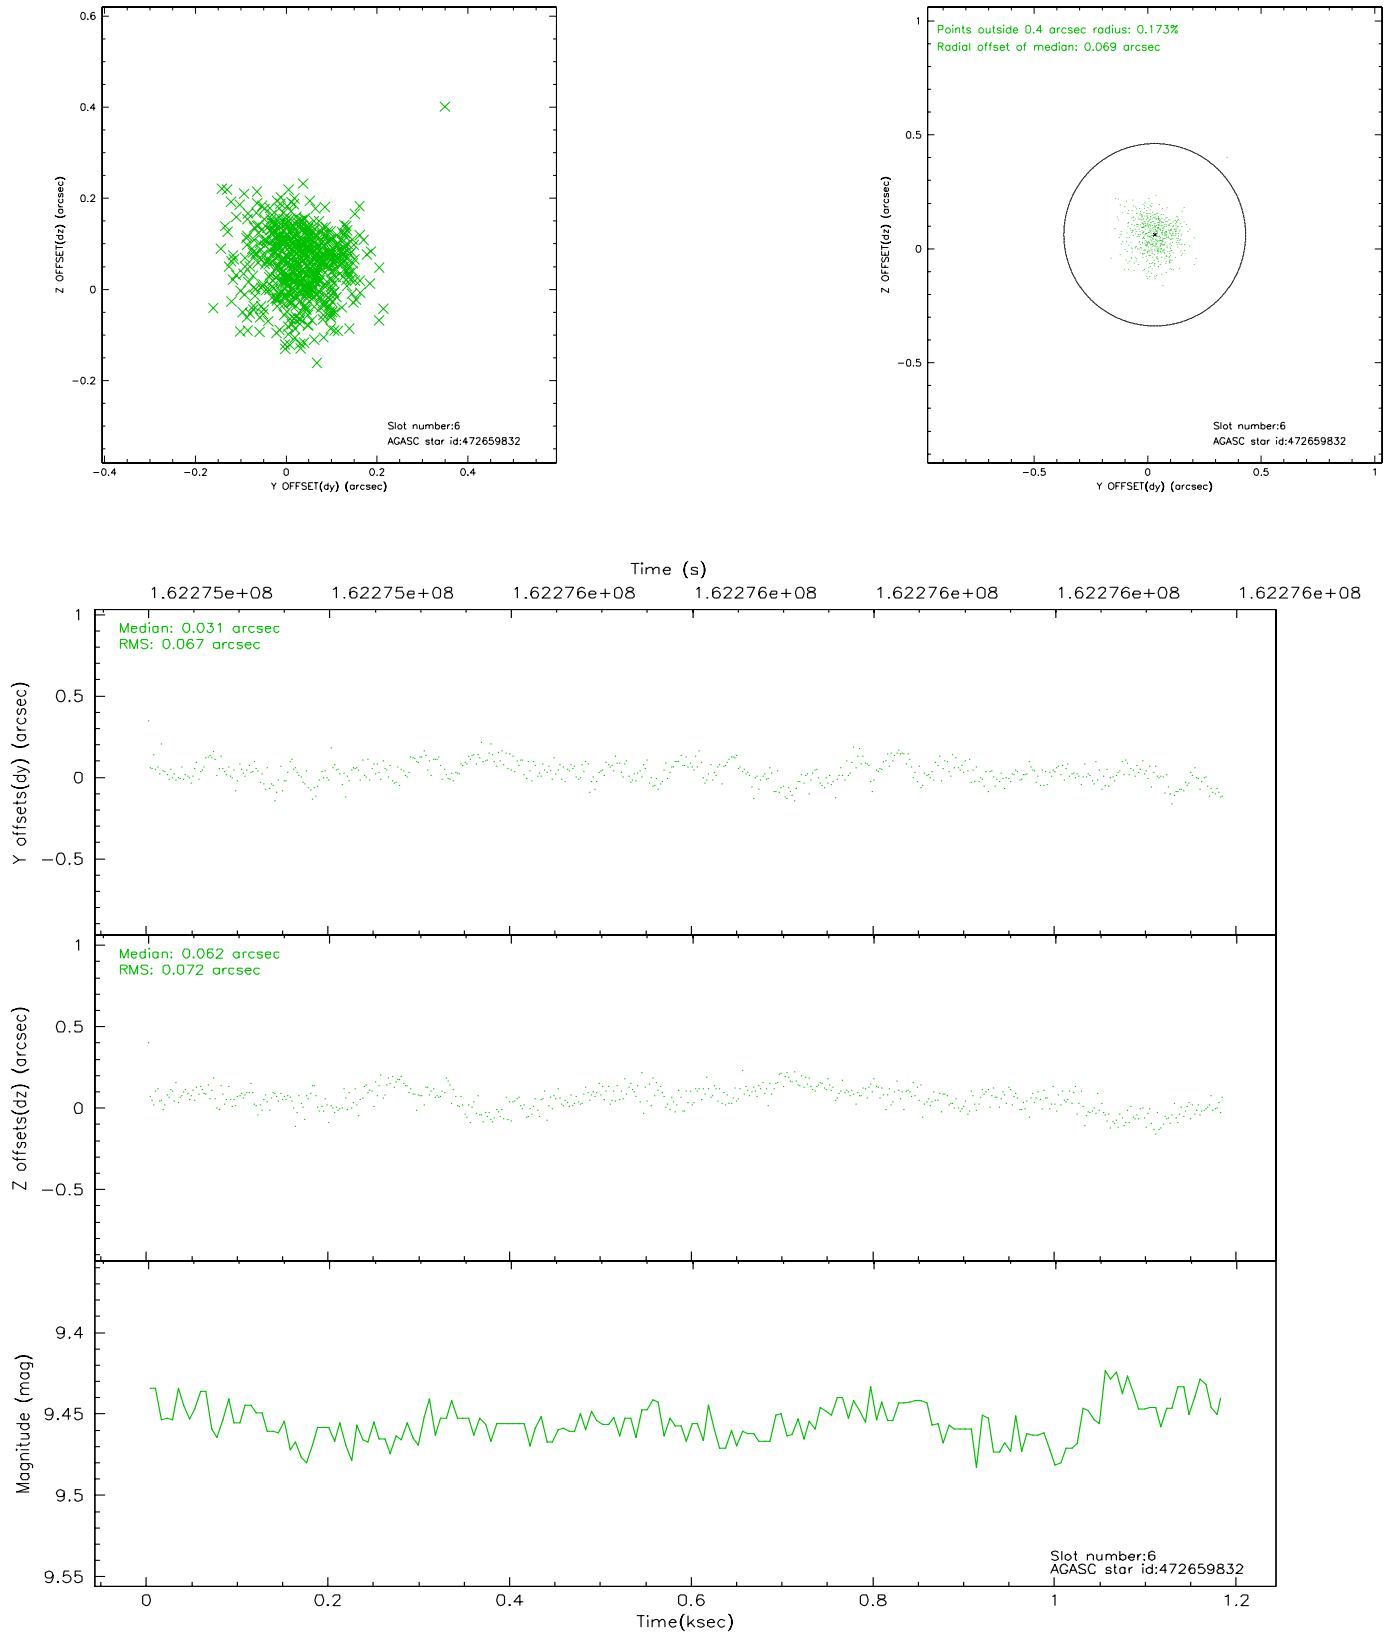 0.6
0.4
0.2
0
−0.2
Z OFFSET(dz) (arcsec)
Slot number:6
AGASC star id:472659832
−0.4 −0.2 0 0.2 0.4
Y OFFSET(dy) (arcsec)
Points outside 0.4 arcsec radius: 0.173%
Radial offset of median: 0.069 arcsec
1
0.5
0
−0.5
Z OFFSET(dz) (arcsec)
Slot number:6
AGASC star id:472659832
−0.5 0 0.5 1
Y OFFSET(dy) (arcsec)
Time (s)
1.62275e+08 1.62275e+08 1.62276e+08 1.62276e+08 1.62276e+08 1.62276e+08 1.62276e+08
Median: 0.031 arcsec
RMS: 0.067 arcsec
1
0.5
0
−0.5
Y offsets(dy) (arcsec)
Median: 0.062 arcsec
RMS: 0.072 arcsec
1
0.5
0
−0.5
Z offsets(dz) (arcsec)
9.4
9.45
9.5
9.55
Magnitude (mag)
Slot number:6
AGASC star id:472659832
0 0.2 0.4 0.6 0.8 1 1.2
Time(ksec)